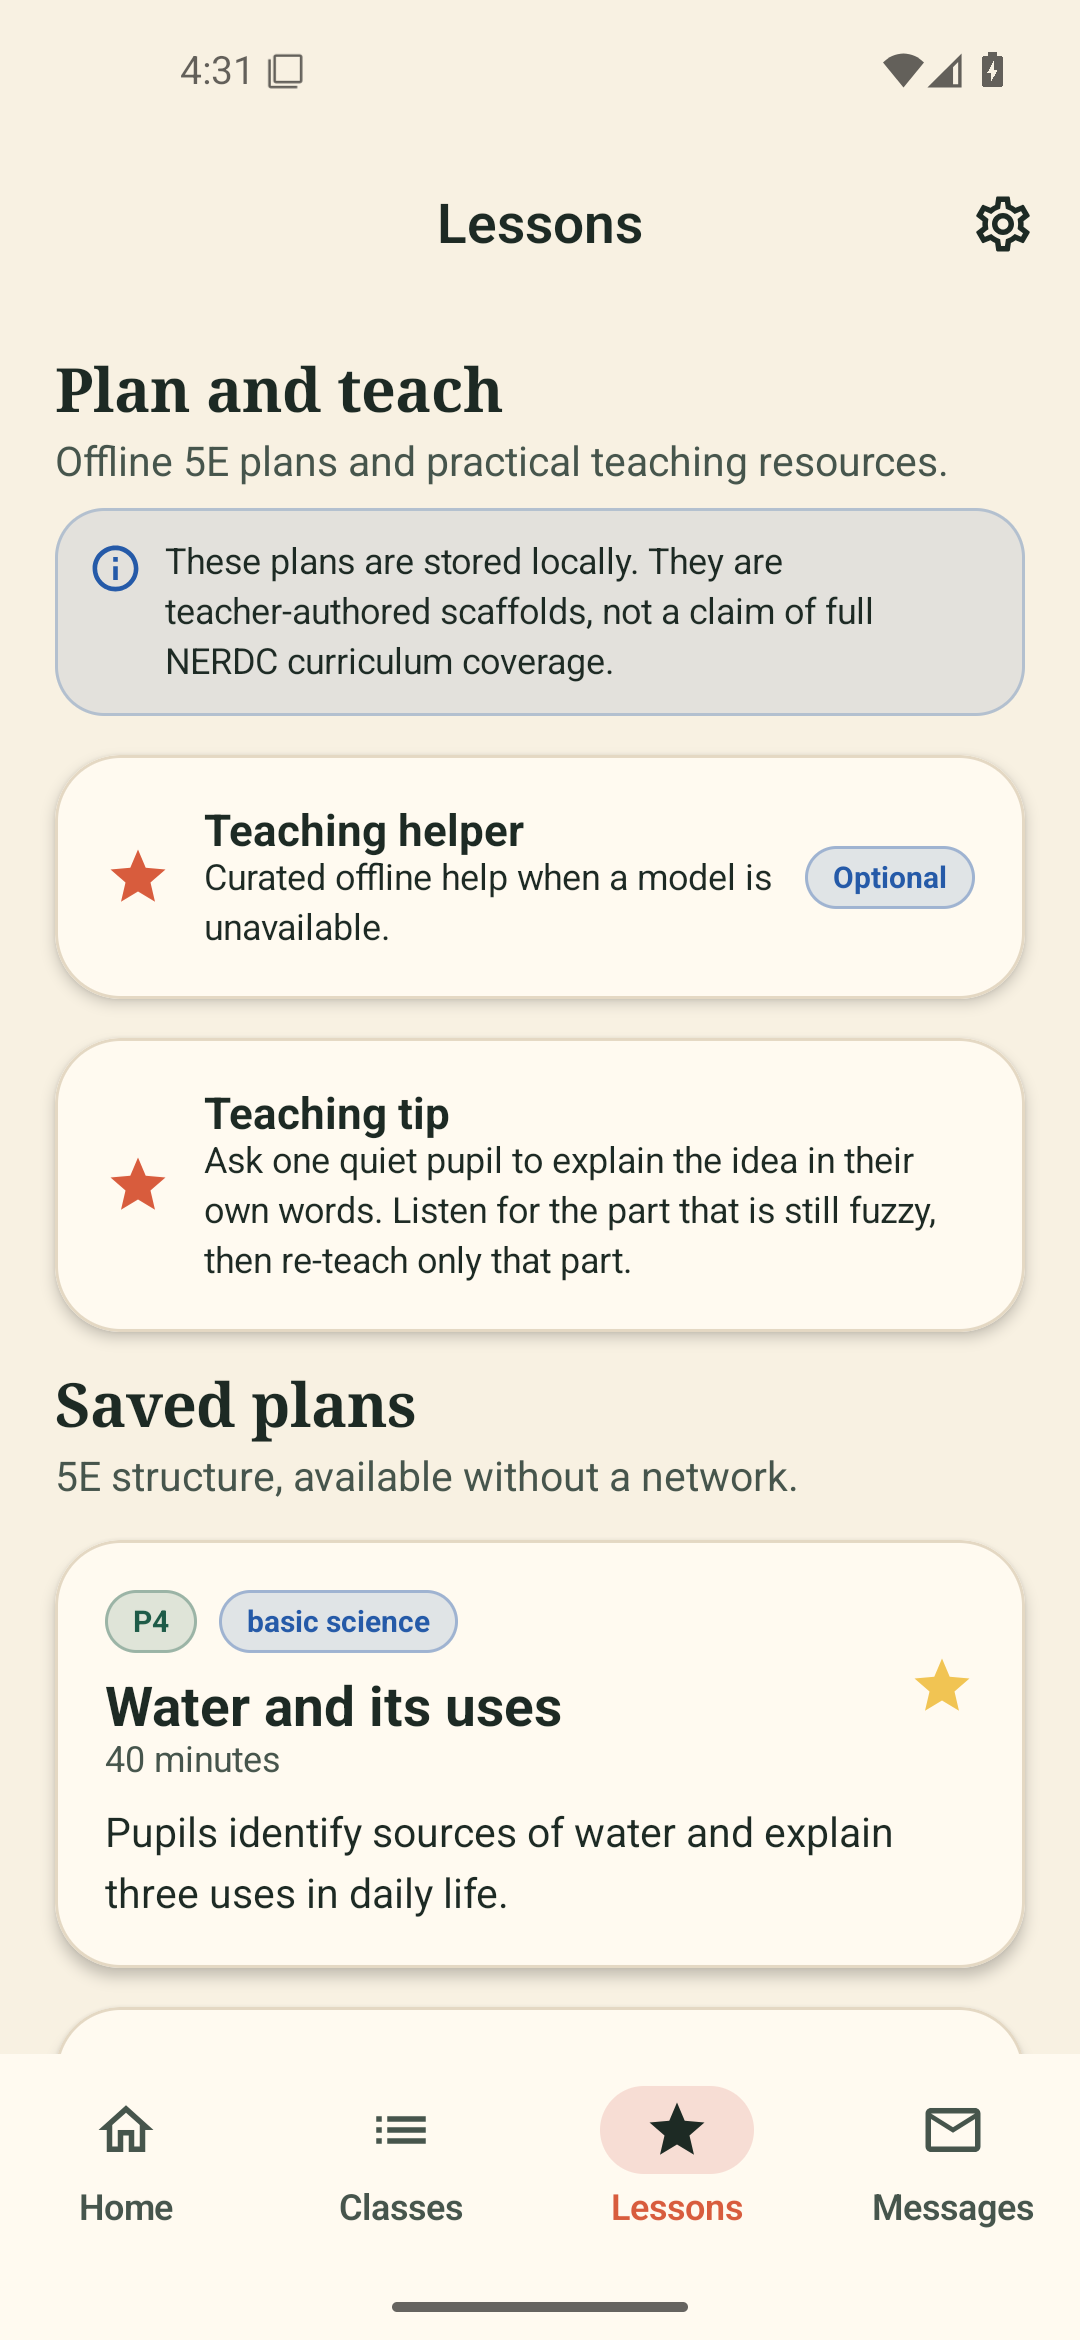 4:31
Lessons
Plan and teach
Offline 5E plans and practical teaching resources.
These plans are stored locally. They are
teacher-authored scaffolds, not a claim of full
NERDC curriculum coverage.
Teaching helper
Curated offline help when a model is
unavailable.
Optional
Teaching tip
Ask one quiet pupil to explain the idea in their
own words. Listen for the part that is still fuzzy,
then re-teach only that part.
Saved plans
5E structure, available without a network.
P4
basic science
Water and its uses
40 minutes
Pupils identify sources of water and explain
three uses in daily life.
Home
Classes
Lessons
Messages